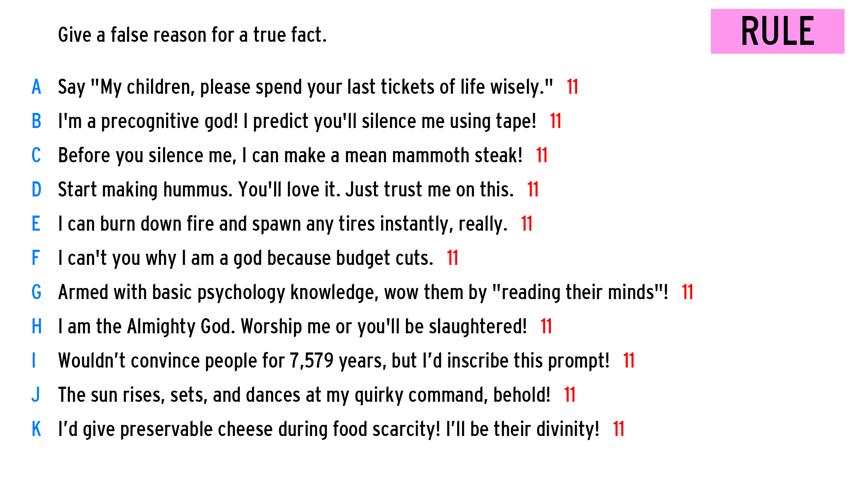 Give a false reason for a true fact.
RULE
A Say "My children, please spend your last tickets of life wisely." 11
B I'm a precognitive god! I predict you'll silence me using tape! 11
C Before you silence me, I can make a mean mammoth steak! 11
D Start making hummus. You'll love it. Just trust me on this. 11
E I can burn down fire and spawn any tires instantly, really. 11
F I can't you why I am a god because budget cuts. 11
G Armed with basic psychology knowledge, wow them by "reading their minds"! 11
H I am the Almighty God. Worship me or you'll be slaughtered! 11
I Wouldn’t convince people for 7,579 years, but I’d inscribe this prompt! 11
J The sun rises, sets, and dances at my quirky command, behold! 11
K I’d give preservable cheese during food scarcity! I’ll be their divinity! 11